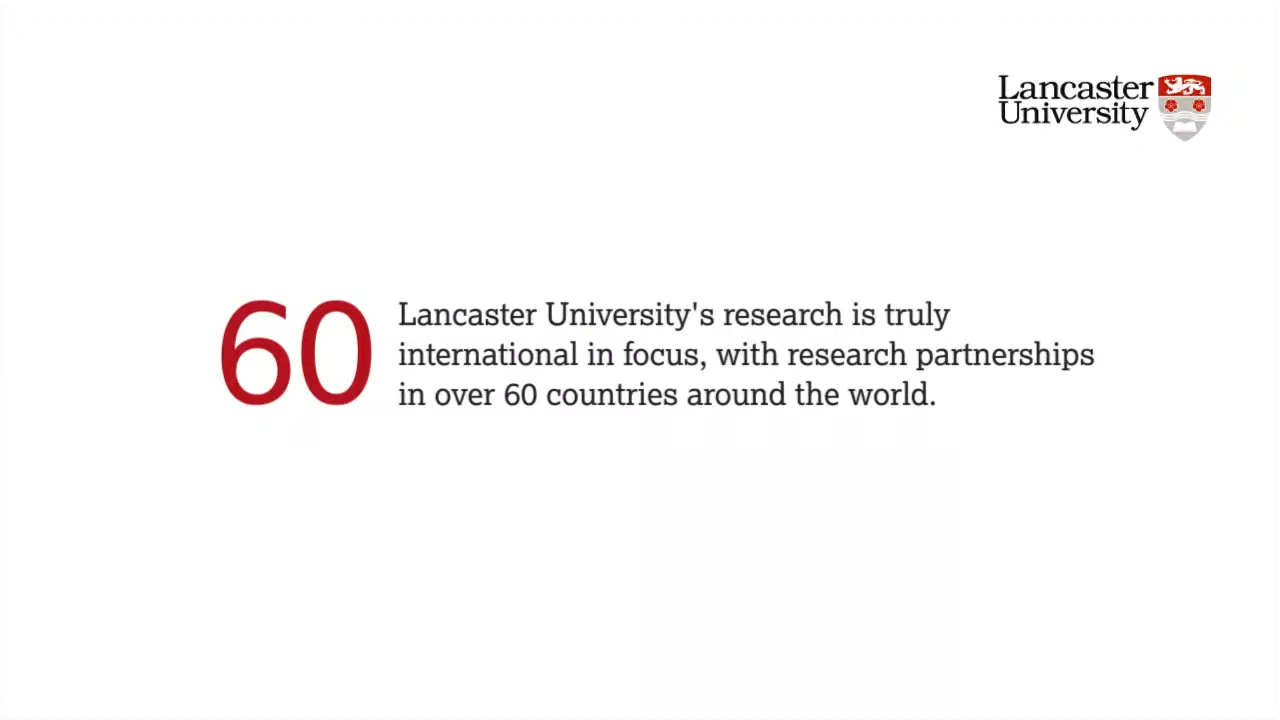 Lancaster
University
60
Lancaster University's research is truly
international in focus, with research partnerships
in over 60 countries around the world.